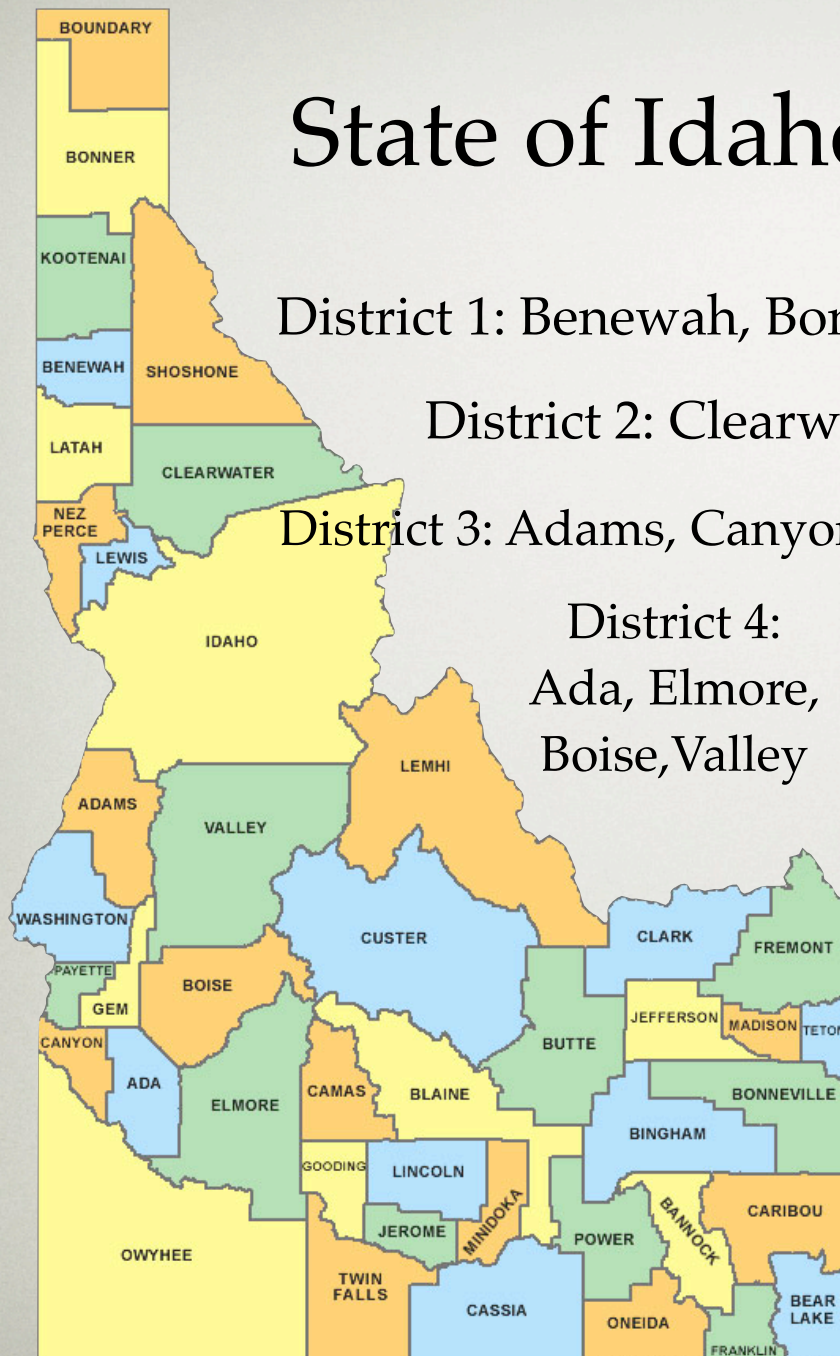 BOUNDARY
State of Idaho
BONNER
KOOTENAI
District 1: Benewah, Bon
BENEWAH
SHOSHONE
District 2: Clearw
LATAH
CLEARWATER
NEZ
PERCE
District 3: Adams, Canyon
LEWIS
IDAHO
District 4:
Ada, Elmore,
Boise,Valley
LEMHI
ADAMS
VALLEY
WASHINGTON
CUSTER
CLARK
FREMONT
PAYETTE
BOISE
GEM
JEFFERSON
MADISON
TETON
CANYON
BUTTE
ADA
CAMAS
BLAINE
BONNEVILLE
ELMORE
BINGHAM
GOODING
LINCOLN
MINIDOKA
BANNOCK
CARIBOU
JEROME
POWER
OWYHEE
TWIN
FALLS
CASSIA
BEAR
LAKE
ONEIDA
FRANKLIN